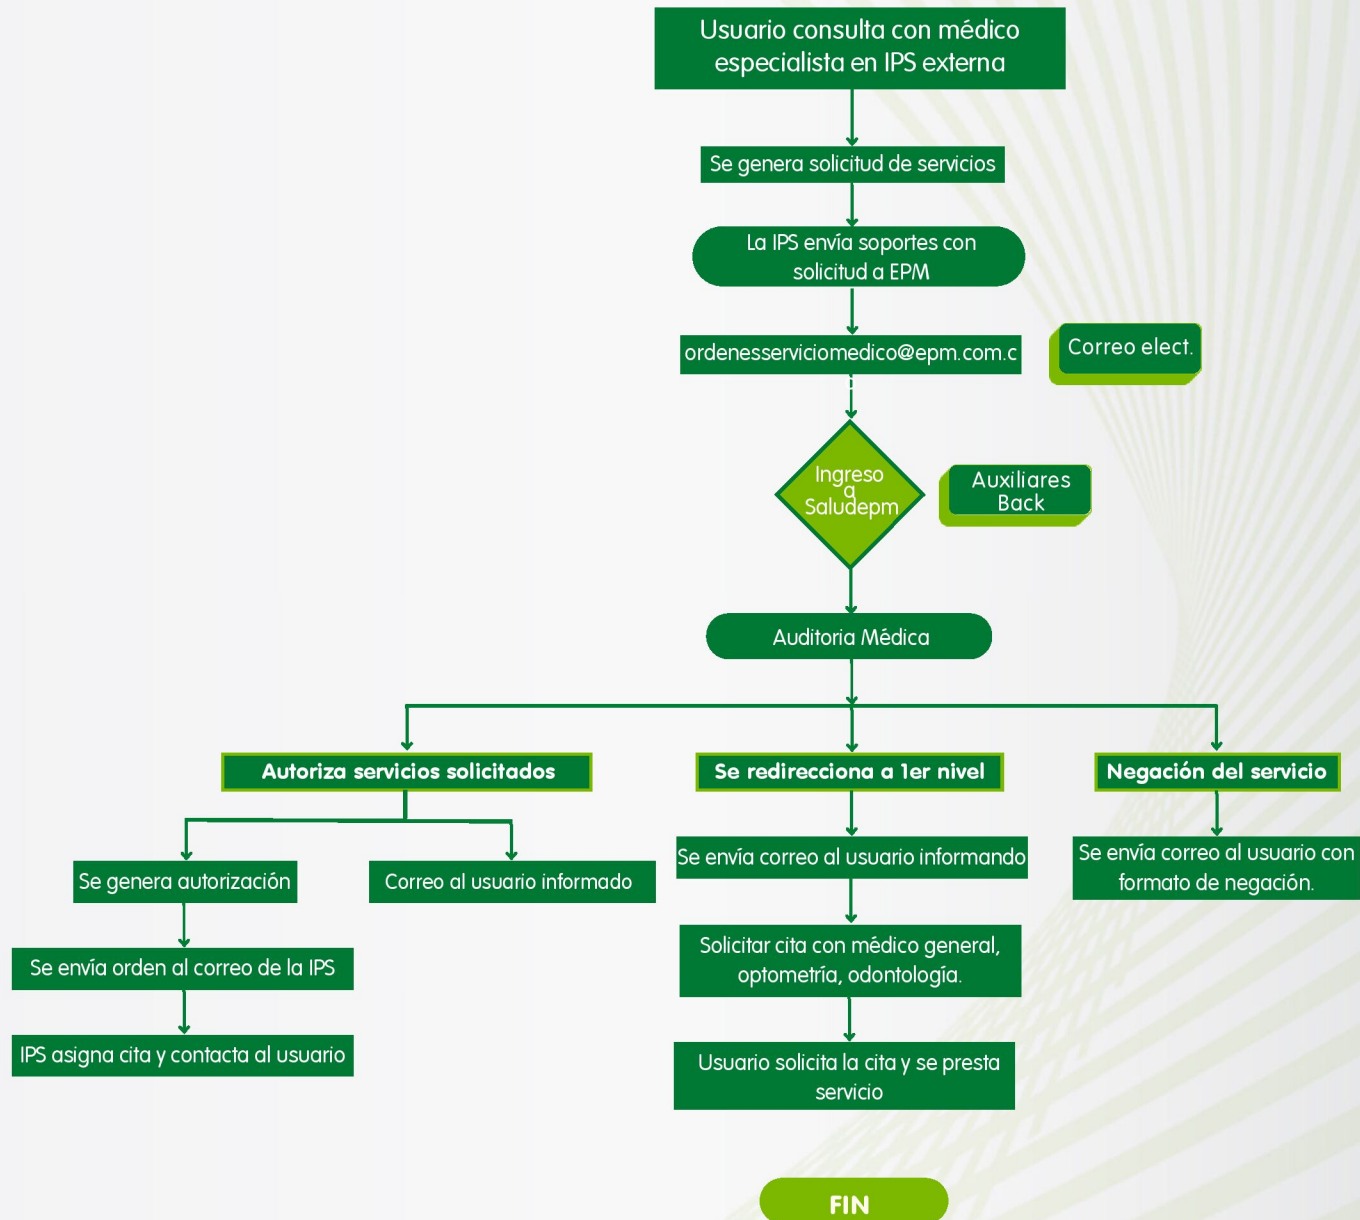 Usuario consulta con médico
especialista en IPS externa
Se genera solicitud de servicios
La IPS envía soportes con
solicitud a EPM
ordenesserviciomedico@epm.com.c
Correo elect.
Ingreso
a
Saludepm
Auxiliares
Back
Auditoria Médica
Autoriza servicios solicitados
Se redirecciona a 1er nivel
Negación del servicio
Se genera autorización
Correo al usuario informado
Se envía correo al usuario informando
Se envía correo al usuario con
formato de negación.
Se envía orden al correo de la IPS
Solicitar cita con médico general,
optometría, odontología.
IPS asigna cita y contacta al usuario
Usuario solicita la cita y se presta
servicio
FIN